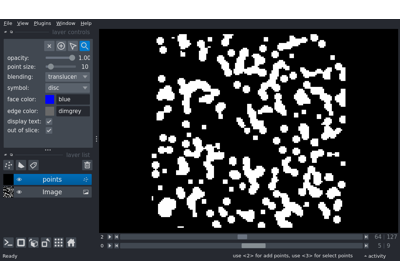 File View Plugins Window Help
layer controls
opacity: 1.00
point size: 10
blending: translucen
symbol: disc
face color: blue
edge color: dimgrey
display text:
out of slice:
layer list
points
Image
2 64 127
0 5 9
Ready use <2> for add points, use <3> for select points activity